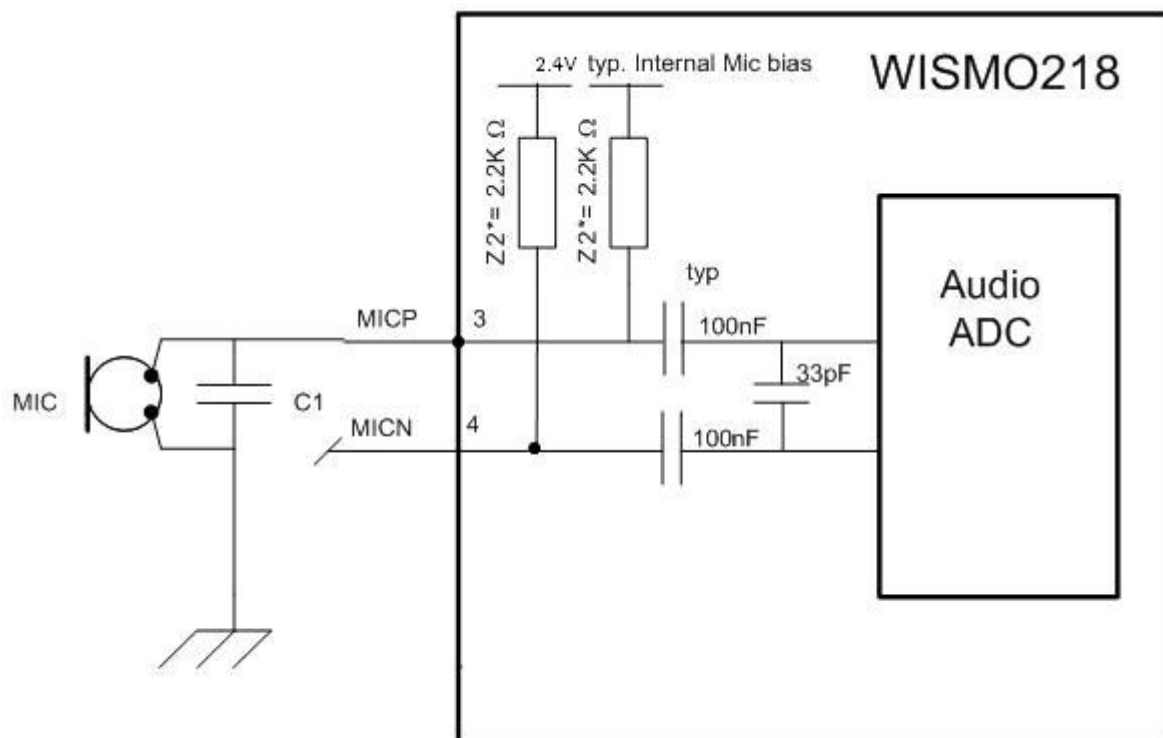 2.4V typ. Internal Mic bias
WISMO218
Z2*= 2.2K Ω
Z2*= 2.2K Ω
typ
100nF
Audio
ADC
MICP
3
33pF
MIC
C1
MICN
4
100nF